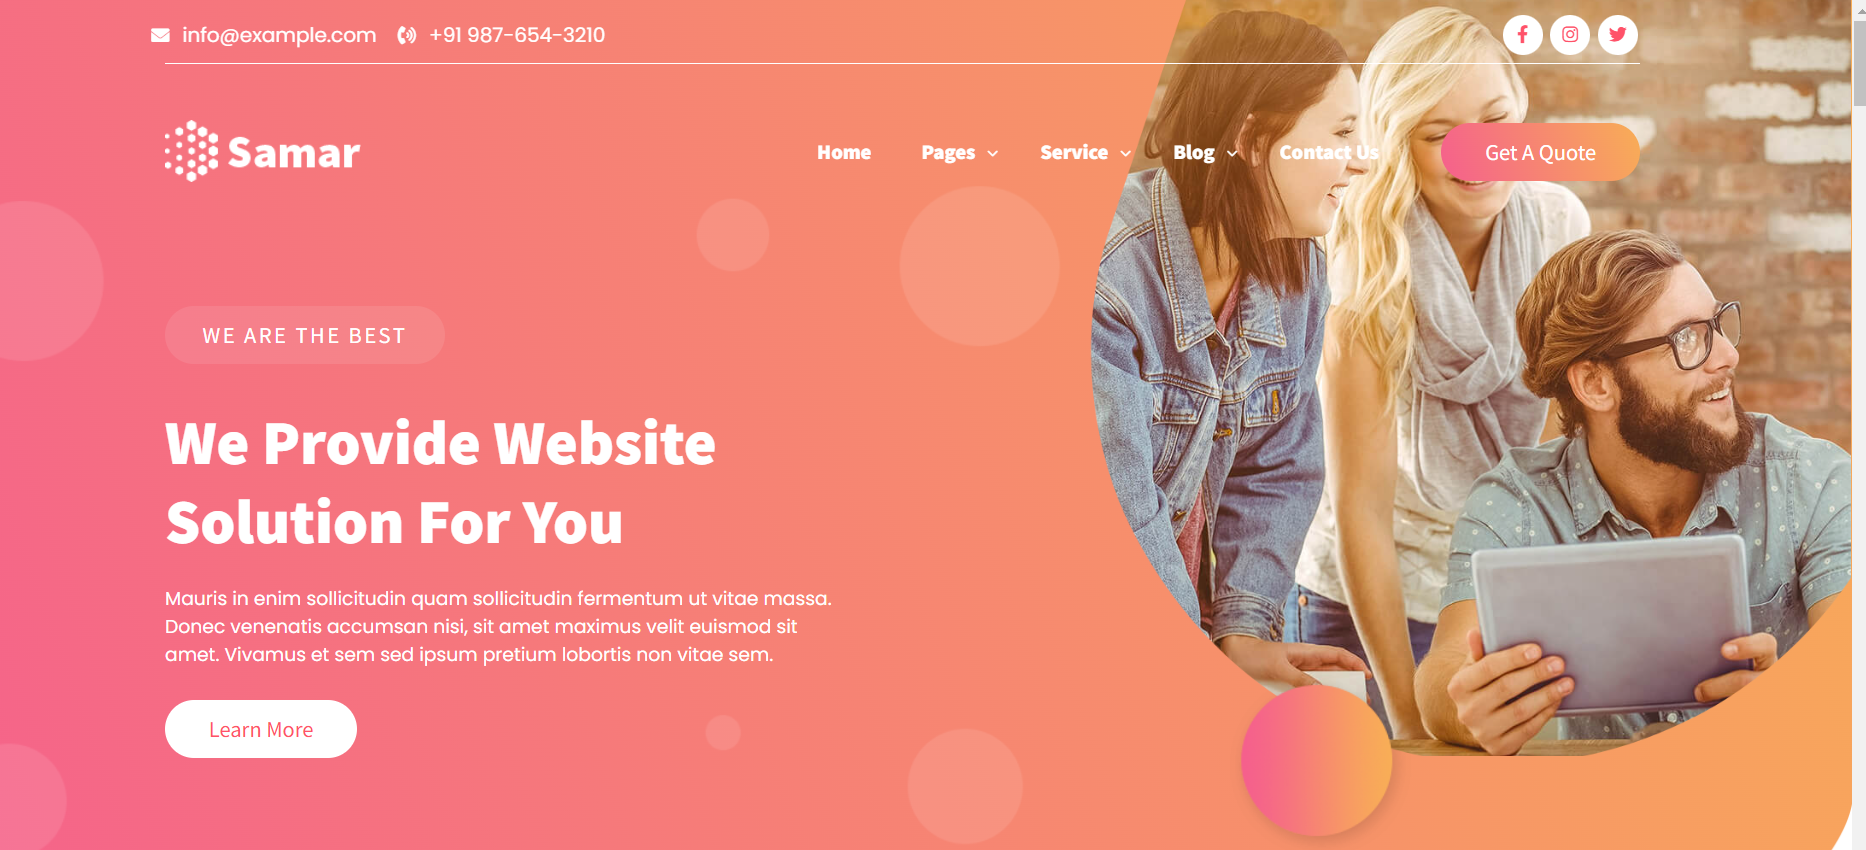 info@example.com +91 987-654-3210
Samar
Home Pages Service Blog Contact Us Get A Quote
WE ARE THE BEST
We Provide Website
Solution For You
Mauris in enim sollicitudin quam sollicitudin fermentum ut vitae massa.
Donec venenatis accumsan nisi, sit amet maximus velit euismod sit
amet. Vivamus et sem sed ipsum pretium lobortis non vitae sem.
Learn More